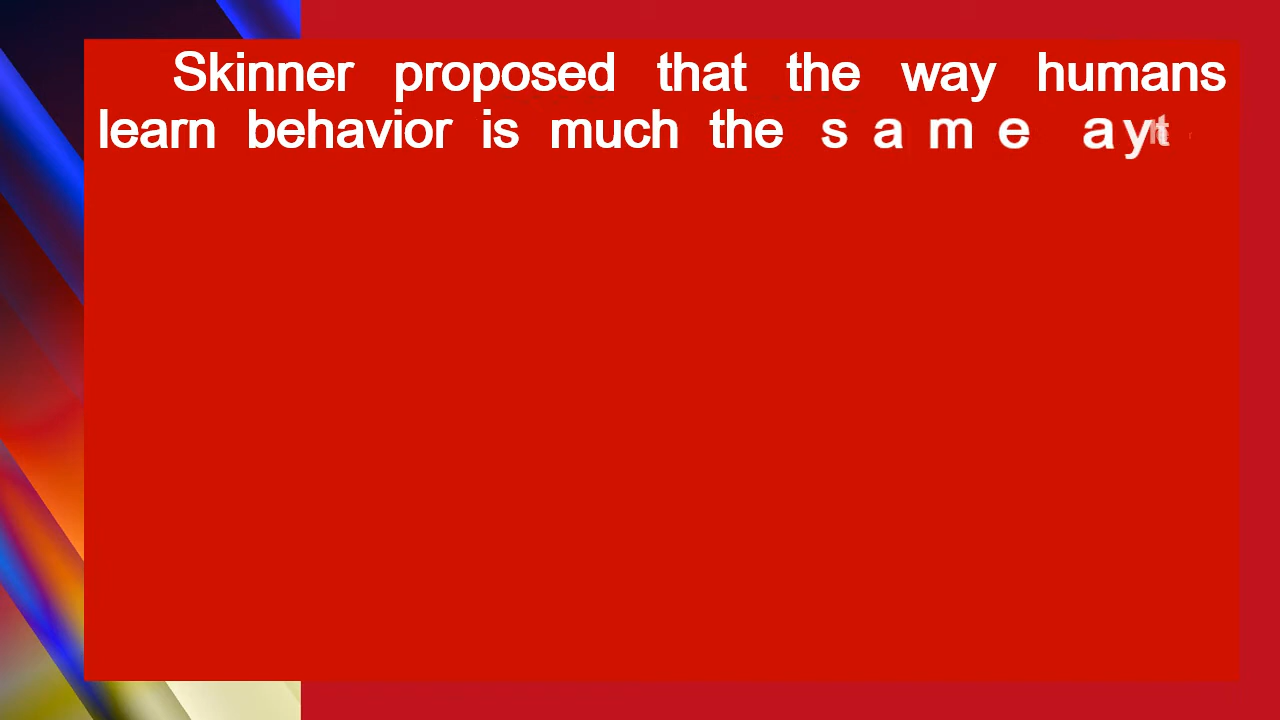 Skinner proposed that the way humans
learn behavior is much the same